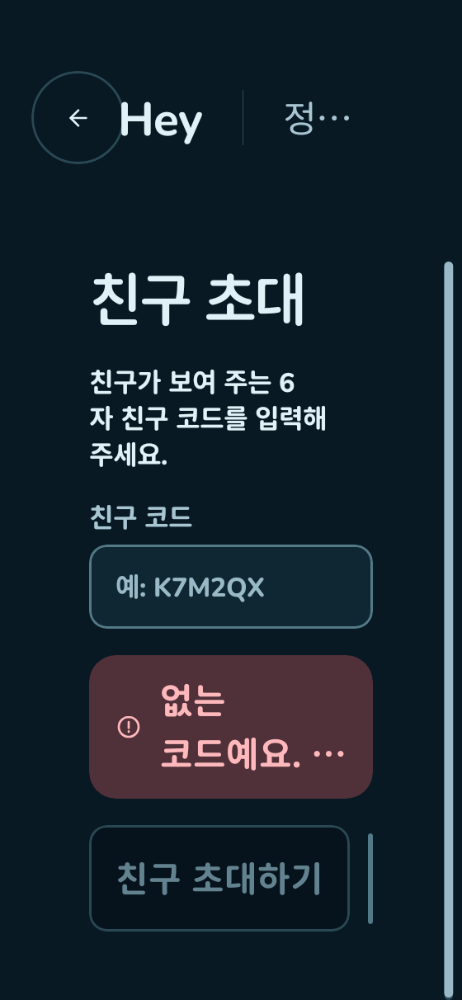 Hey
정…
친구 초대
친구가 보여 주는 6
자 친구 코드를 입력해
주세요.
친구 코드
예: K7M2QX
없는
코드예요. …
친구 초대하기